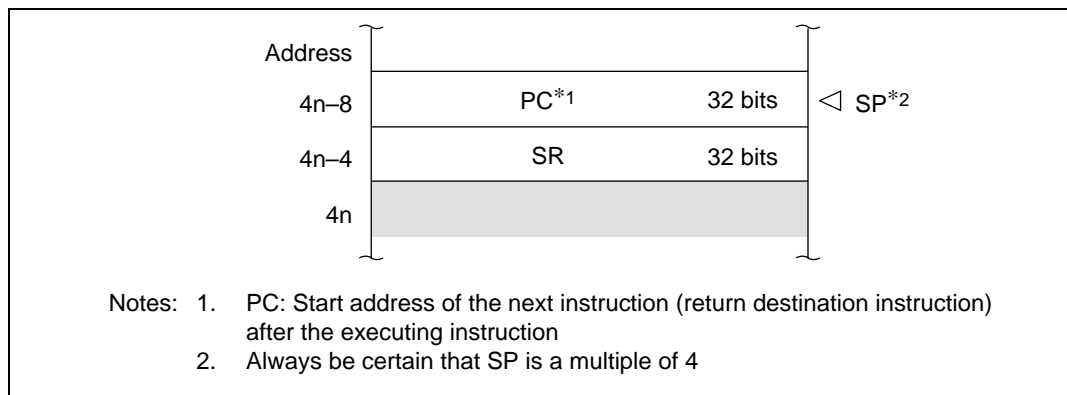 Address
4n–8 PC*1 32 bits SP*2
4n–4 SR 32 bits
4n
Notes: 1. PC: Start address of the next instruction (return destination instruction)
after the executing instruction
2. Always be certain that SP is a multiple of 4